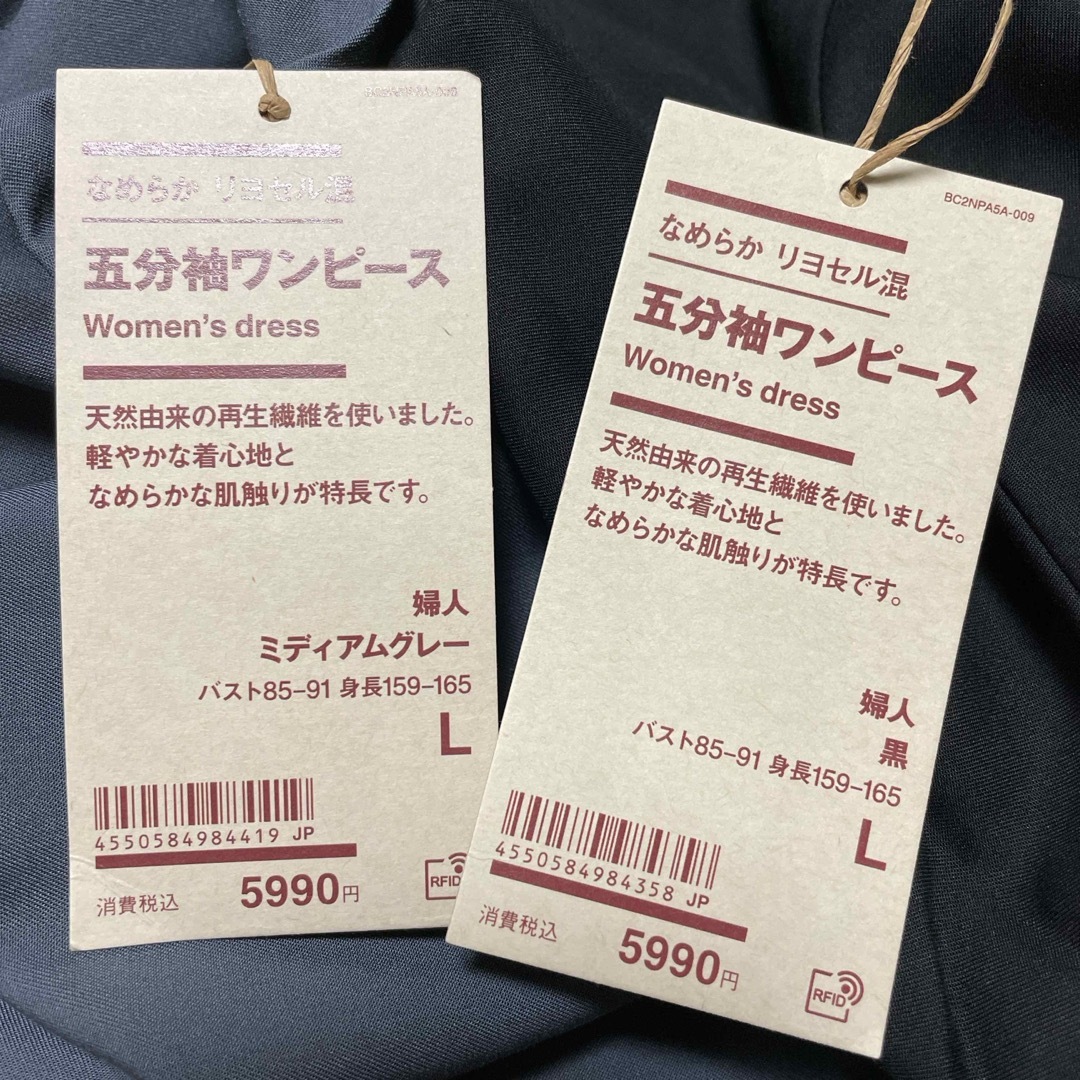 なめらか リヨセル混
五分袖ワンピース
Women's dress
天然由来の再生繊維を使いました。
軽やかな着心地と
なめらかな肌触りが特長です。
婦人
ミディアムグレー
バスト85–91 身長159–165
L
4550584984419 JP
消費税込 5990円
RFID
BC2NPA5A-009
なめらか リヨセル混
五分袖ワンピース
Women's dress
天然由来の再生繊維を使いました。
軽やかな着心地と
なめらかな肌触りが特長です。
婦人
黒
バスト85–91 身長159–165
L
4550584984358 JP
消費税込 5990円
RFID